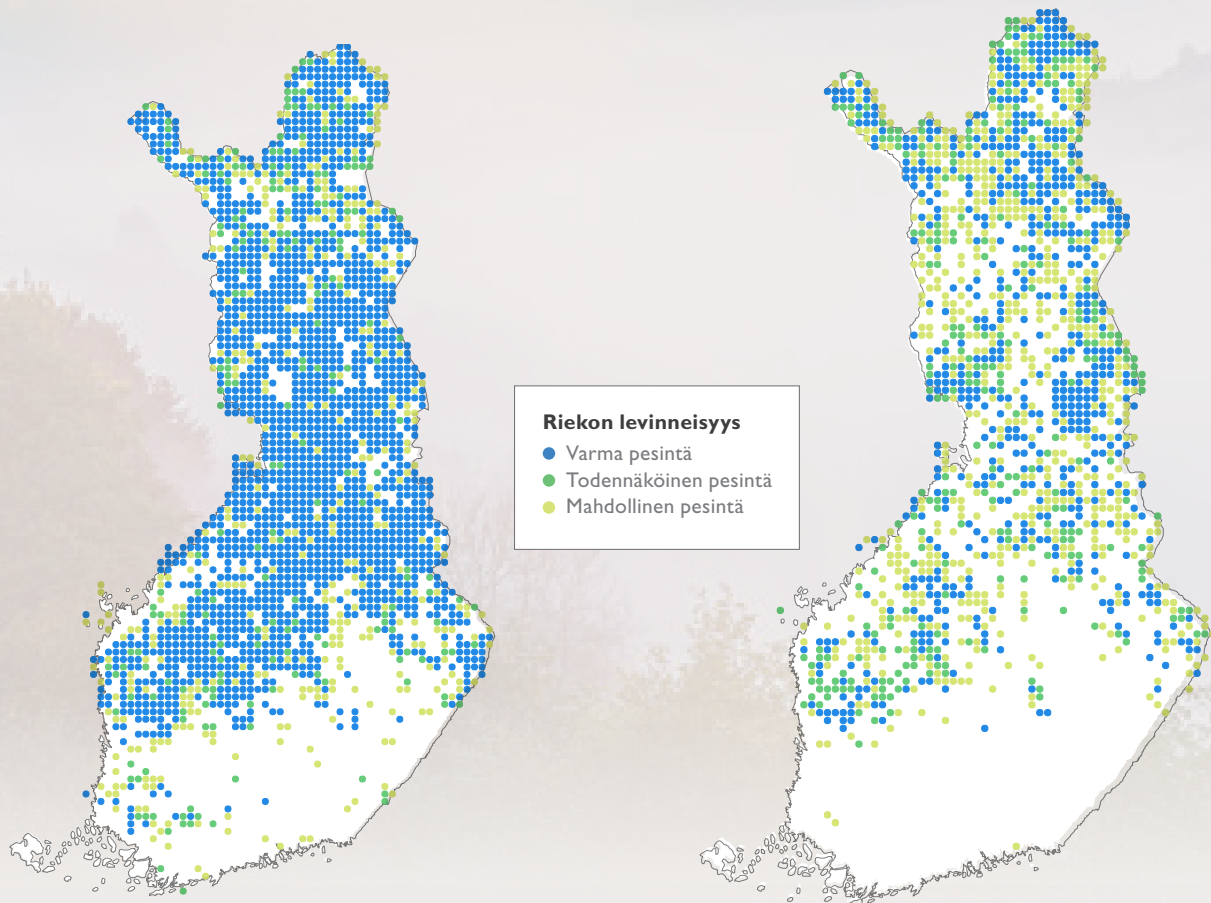 Riekon levinneisyys
Varma pesintä
Todennäköinen pesintä
Mahdollinen pesintä